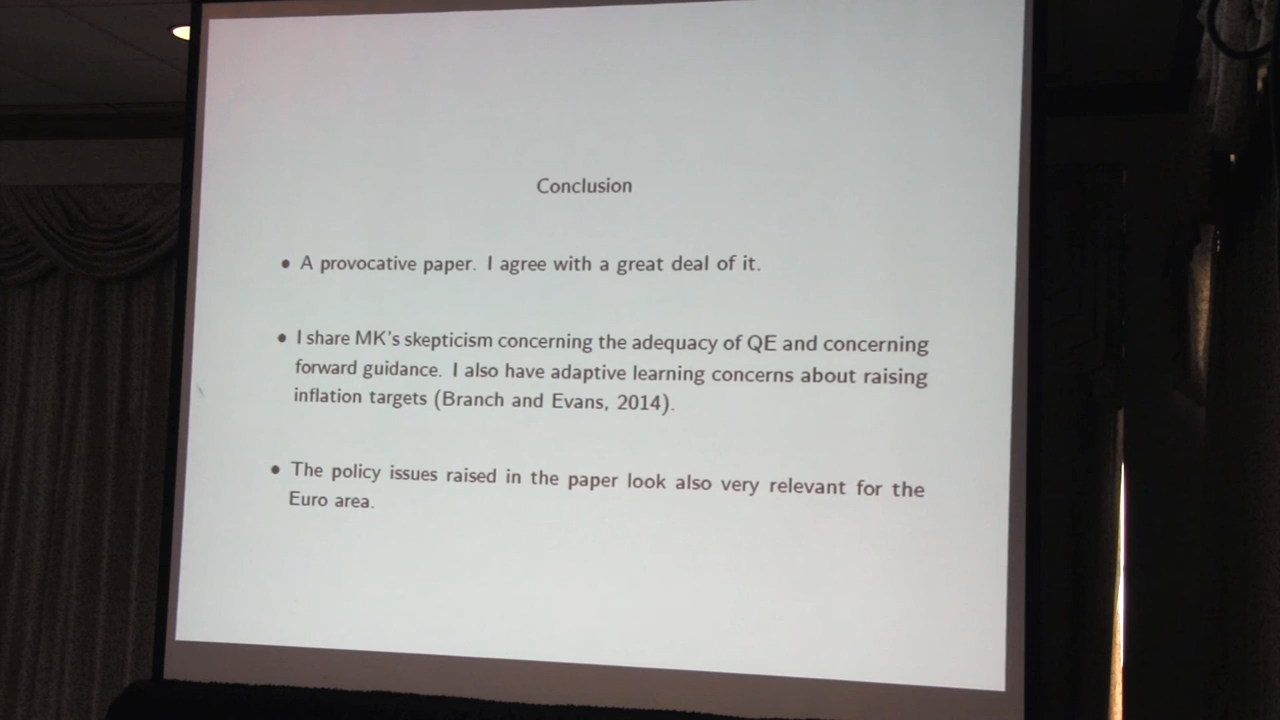 Conclusion
• A provocative paper. I agree with a great deal of it.
• I share MK's skepticism concerning the adequacy of QE and concerning
forward guidance. I also have adaptive learning concerns about raising
inflation targets (Branch and Evans, 2014).
• The policy issues raised in the paper look also very relevant for the
Euro area.